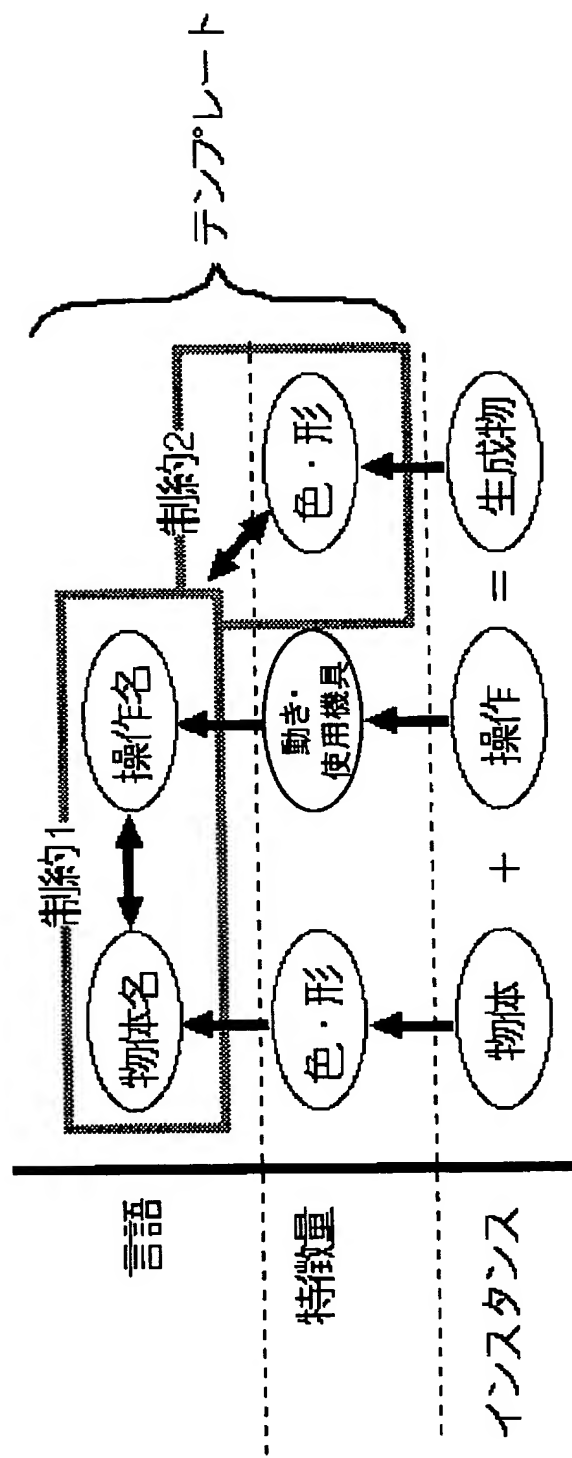 テンプレート
制約1
制約2
言語
物体名
操作名
特徴量
色・形
動き・
使用機具
色・形
インスタンス
物体
+
操作
=
生成物